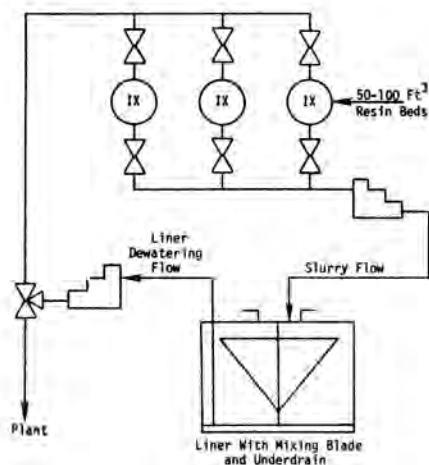 IX IX IX
50-100 Ft³
Resin Beds
Liner
Dewatering
Flow
Slurry Flow
Plant
Liner With Mixing Blade
and Underdrain